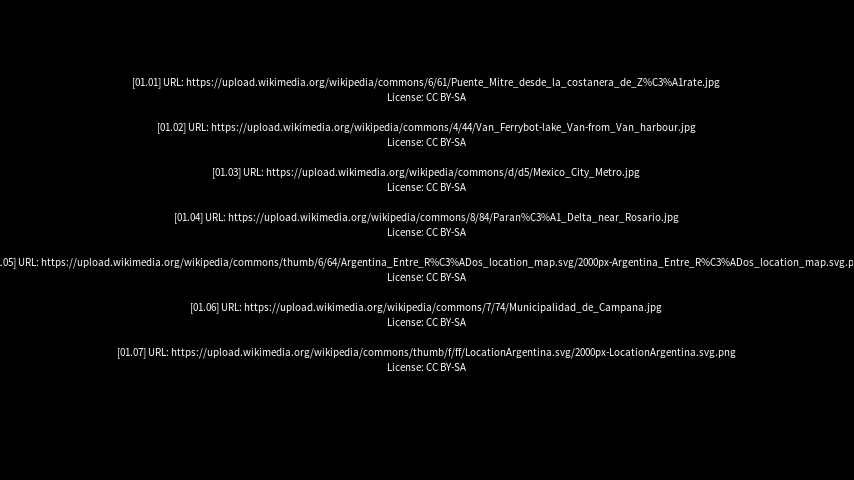 [01.01] URL: https://upload.wikimedia.org/wikipedia/commons/6/61/Puente_Mitre_desde_la_costanera_de_Z%C3%A1rate.jpg
License: CC BY-SA
[01.02] URL: https://upload.wikimedia.org/wikipedia/commons/4/44/Van_Ferrybot-lake_Van-from_Van_harbour.jpg
License: CC BY-SA
[01.03] URL: https://upload.wikimedia.org/wikipedia/commons/d/d5/Mexico_City_Metro.jpg
License: CC BY-SA
[01.04] URL: https://upload.wikimedia.org/wikipedia/commons/8/84/Paran%C3%A1_Delta_near_Rosario.jpg
License: CC BY-SA
.05] URL: https://upload.wikimedia.org/wikipedia/commons/thumb/6/64/Argentina_Entre_R%C3%ADos_location_map.svg/2000px-Argentina_Entre_R%C3%ADos_location_map.svg.p
License: CC BY-SA
[01.06] URL: https://upload.wikimedia.org/wikipedia/commons/7/74/Municipalidad_de_Campana.jpg
License: CC BY-SA
[01.07] URL: https://upload.wikimedia.org/wikipedia/commons/thumb/f/ff/LocationArgentina.svg/2000px-LocationArgentina.svg.png
License: CC BY-SA